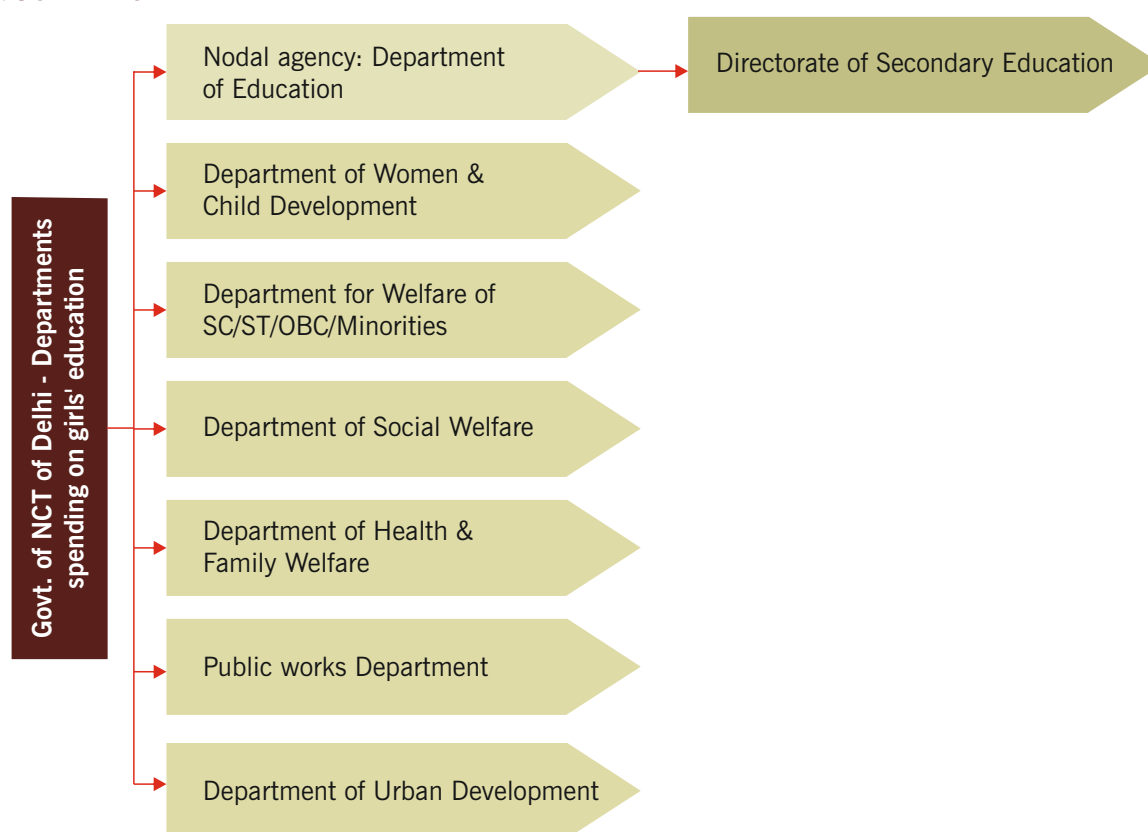 Nodal agency: Department
of Education
Directorate of Secondary Education
Department of Women &
Child Development
Department for Welfare of
SC/ST/OBC/Minorities
Govt. of NCT of Delhi - Departments
spending on girls' education
Department of Social Welfare
Department of Health &
Family Welfare
Public works Department
Department of Urban Development